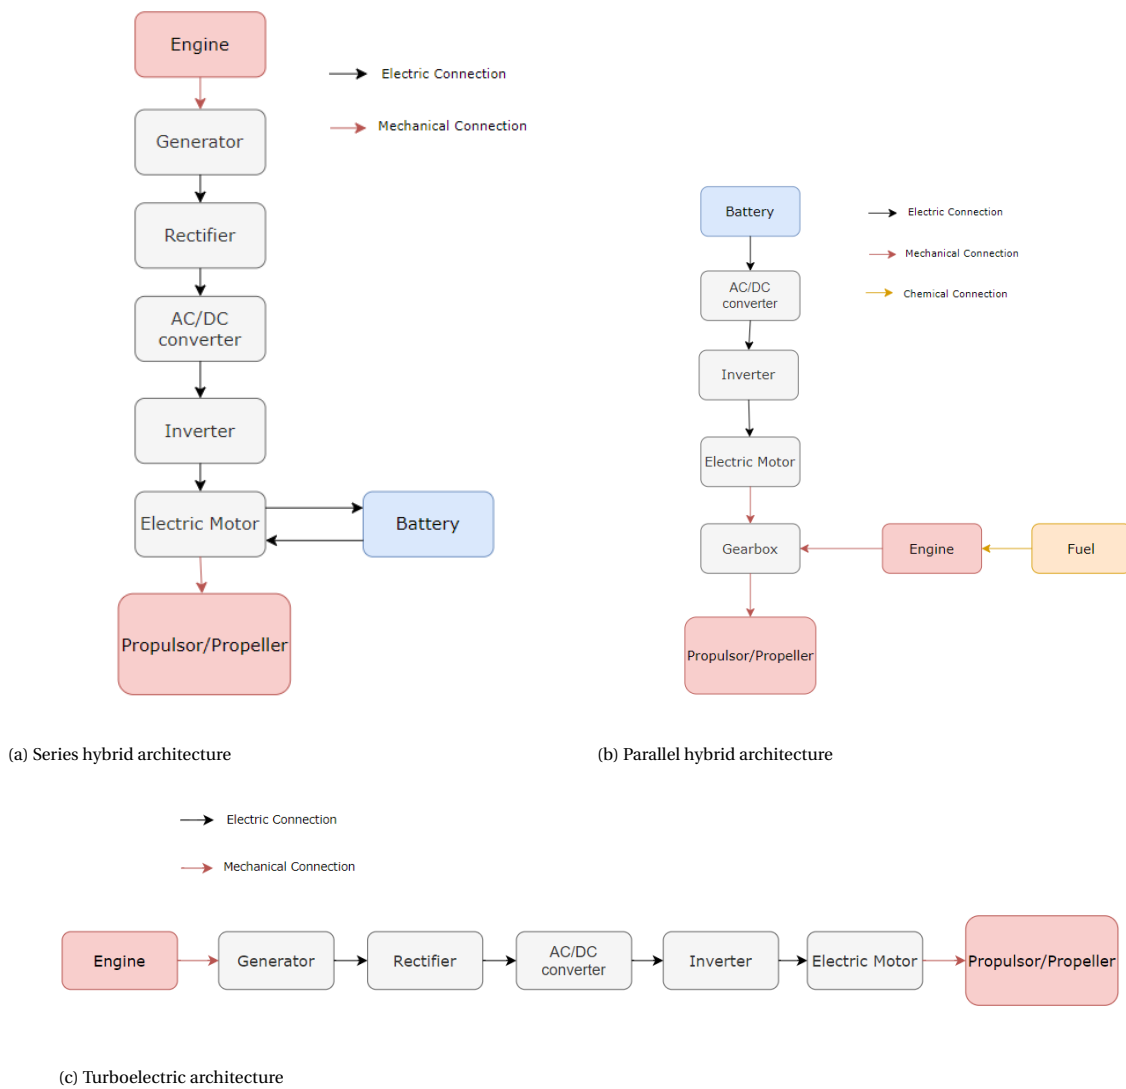 Engine
Electric Connection
Mechanical Connection
Generator
Rectifier
AC/DC
converter
Inverter
Electric Motor
Battery
Propulsor/Propeller
(a) Series hybrid architecture
Battery
Electric Connection
Mechanical Connection
Chemical Connection
AC/DC
converter
Inverter
Electric Motor
Gearbox
Engine
Fuel
Propulsor/Propeller
(b) Parallel hybrid architecture
Electric Connection
Mechanical Connection
Engine
Generator
Rectifier
AC/DC
converter
Inverter
Electric Motor
Propulsor/Propeller
(c) Turboelectric architecture